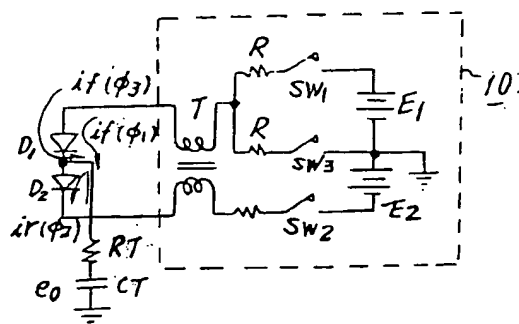 if(φ3)
T
R
SW1
E1
10
if(φ1)
D1
R
SW3
D2
E2
ir(φ2)
SW2
RT
e0
CT